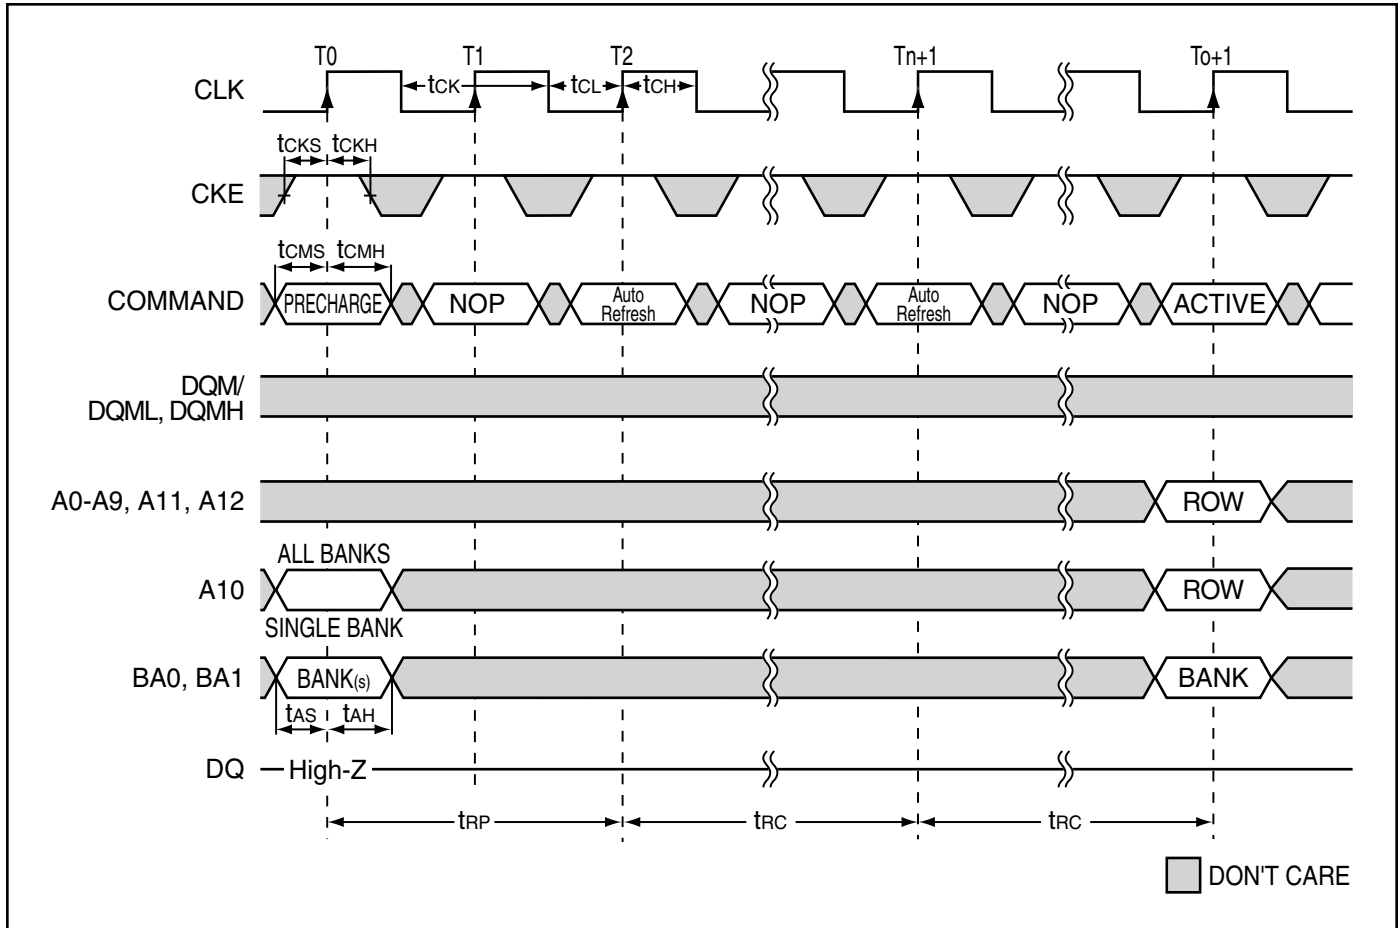 T0 T1 T2 Tn+1 To+1
CLK tCK tCL tCH
tCKS tCKH
CKE
tCMS tCMH
COMMAND PRECHARGE NOP Auto Refresh NOP Auto Refresh NOP ACTIVE
DQM/
DQML, DQMH
A0-A9, A11, A12 ROW
ALL BANKS
A10 ROW
SINGLE BANK
BA0, BA1 BANK(s) BANK
tAS tAH
DQ High-Z
tRP tRC tRC
DON'T CARE